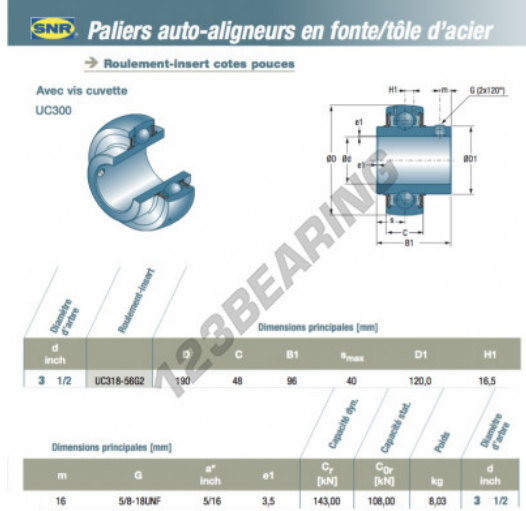 SNR
Paliers auto-aligneurs en fonte/tôle d'acier
Roulement-insert cotes pouces
Avec vis cuvette
UC300
H1 m G (2x120°)
e1
ØD Ød ØD1
e1
s
C
B1
123BEARING
Diamètre d'arbre
Roulement-insert
Dimensions principales [mm]
d inch D C B1 smax D1 H1
3 1/2 UC318-56G2 190 48 96 40 120,0 16,5
Dimensions principales [mm]
Capacité dyn.
Capacité stat.
Poids
Diamètre d'arbre
m G a* inch e1 Cr [kN] C0r [kN] kg d inch
16 5/8-18UNF 5/16 3,5 143,00 108,00 8,03 3 1/2